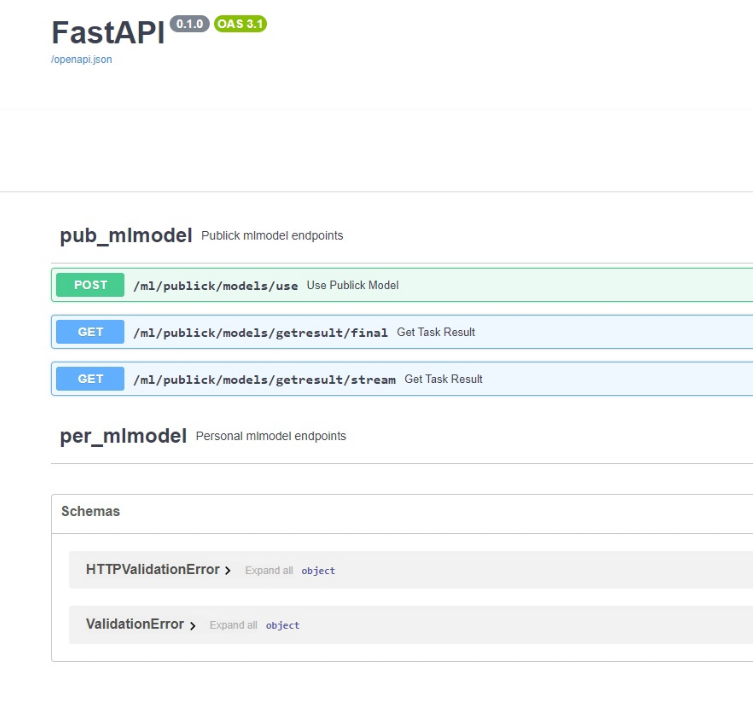 FastAPI 0.1.0 OAS 3.1
/openapi.json
pub_mlmodel Publick mlmodel endpoints
POST /ml/publick/models/use Use Publick Model
GET /ml/publick/models/getresult/final Get Task Result
GET /ml/publick/models/getresult/stream Get Task Result
per_mlmodel Personal mlmodel endpoints
Schemas
HTTPValidationError Expand all object
ValidationError Expand all object